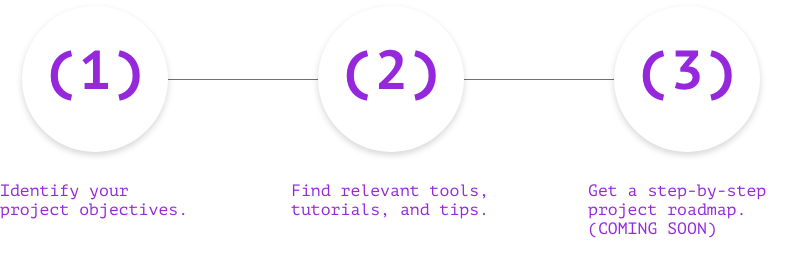 (1)
(2)
(3)
Identify your
project objectives.
Find relevant tools,
tutorials, and tips.
Get a step-by-step
project roadmap.
(COMING SOON)